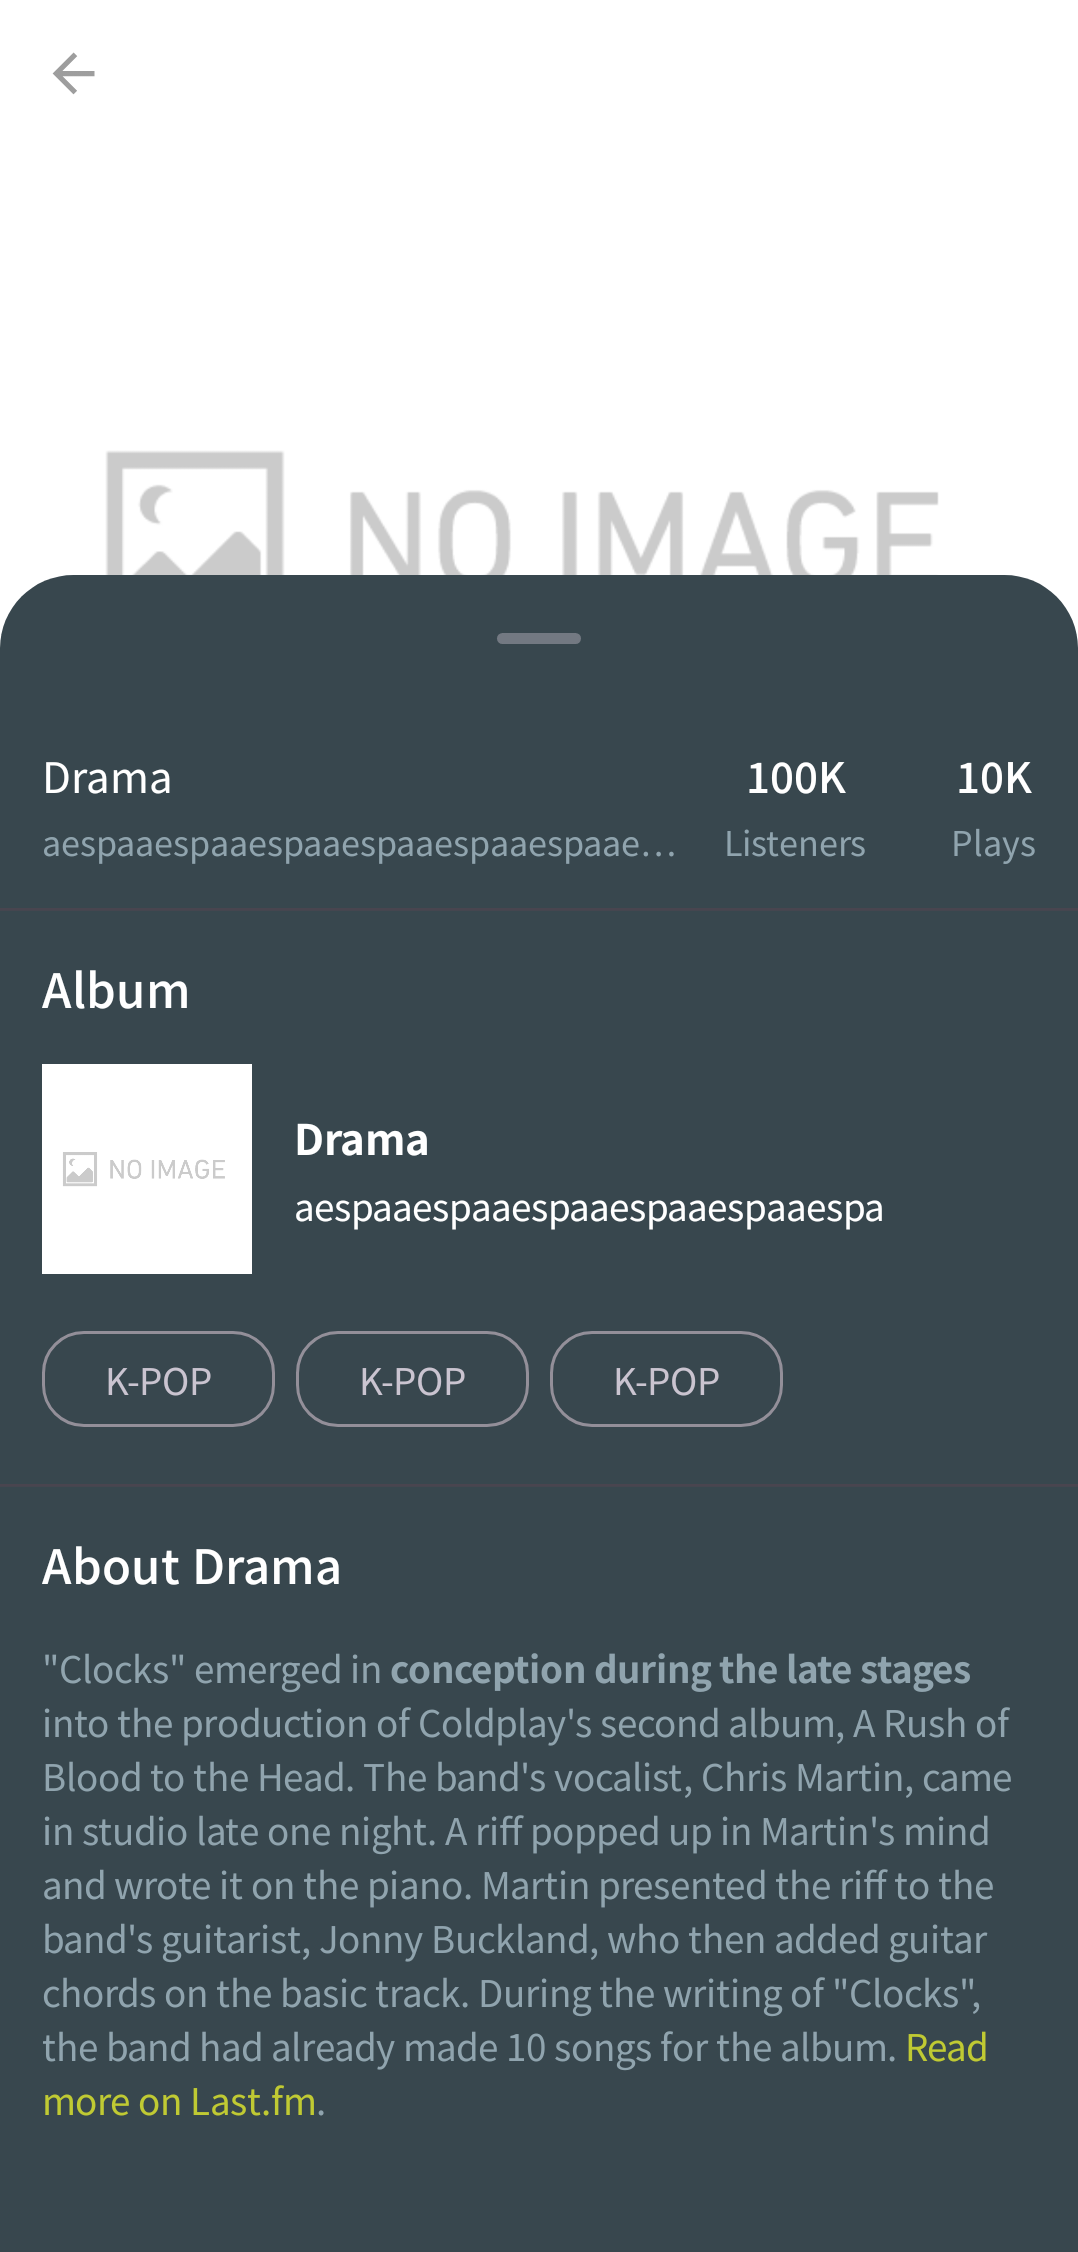 NO IMAGE
Drama
100K
10K
aespaaespaaespaaespaaespaaespaae…
Listeners
Plays
Album
NO IMAGE
Drama
aespaaespaaespaaespaaespaaespa
K-POP
K-POP
K-POP
About Drama
"Clocks" emerged in conception during the late stages
into the production of Coldplay's second album, A Rush of
Blood to the Head. The band's vocalist, Chris Martin, came
in studio late one night. A riff popped up in Martin's mind
and wrote it on the piano. Martin presented the riff to the
band's guitarist, Jonny Buckland, who then added guitar
chords on the basic track. During the writing of "Clocks",
the band had already made 10 songs for the album. Read
more on Last.fm.